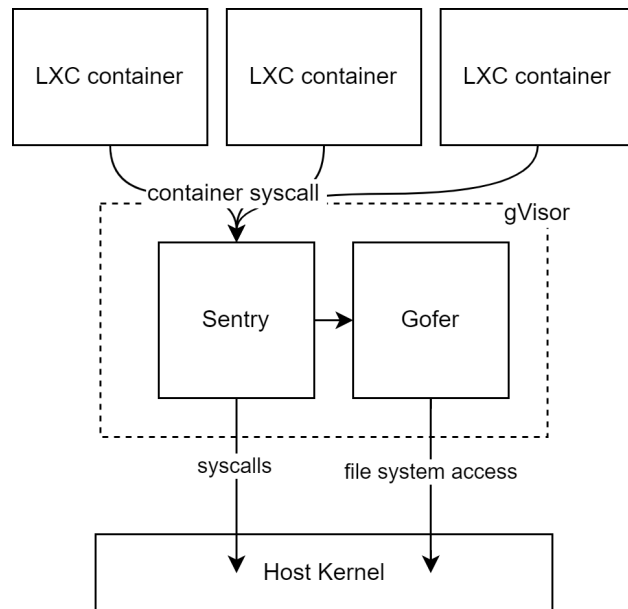 LXC container
LXC container
LXC container
container syscall
gVisor
Sentry
Gofer
syscalls
file system access
Host Kernel